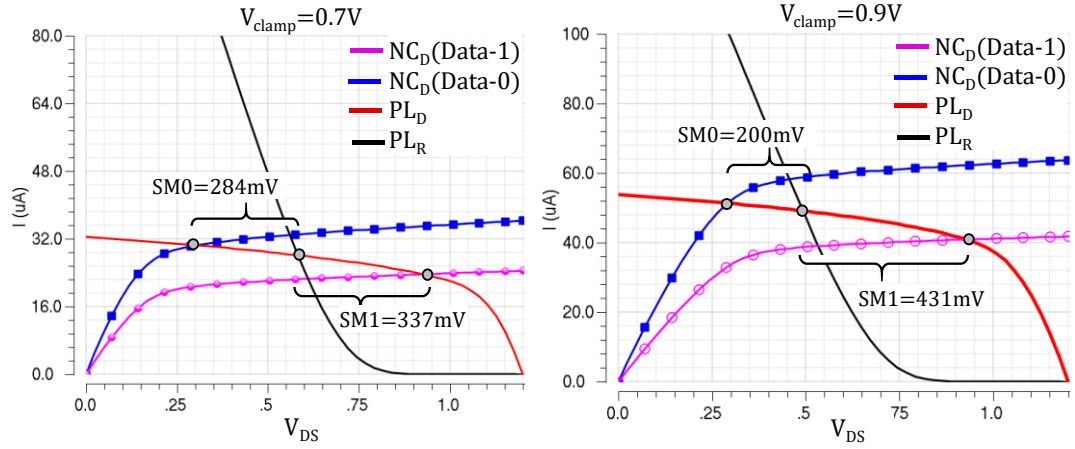 V_clamp=0.7V
80.0
64.0
48.0
32.0
16.0
0.0
I (uA)
NC_D(Data-1)
NC_D(Data-0)
PL_D
PL_R
SM0=284mV
SM1=337mV
0.0
.25
0.5
.75
1.0
V_DS
V_clamp=0.9V
100
80.0
60.0
40.0
20.0
0.0
I (uA)
NC_D(Data-1)
NC_D(Data-0)
PL_D
PL_R
SM0=200mV
SM1=431mV
0.0
.25
0.5
75
1.0
V_DS